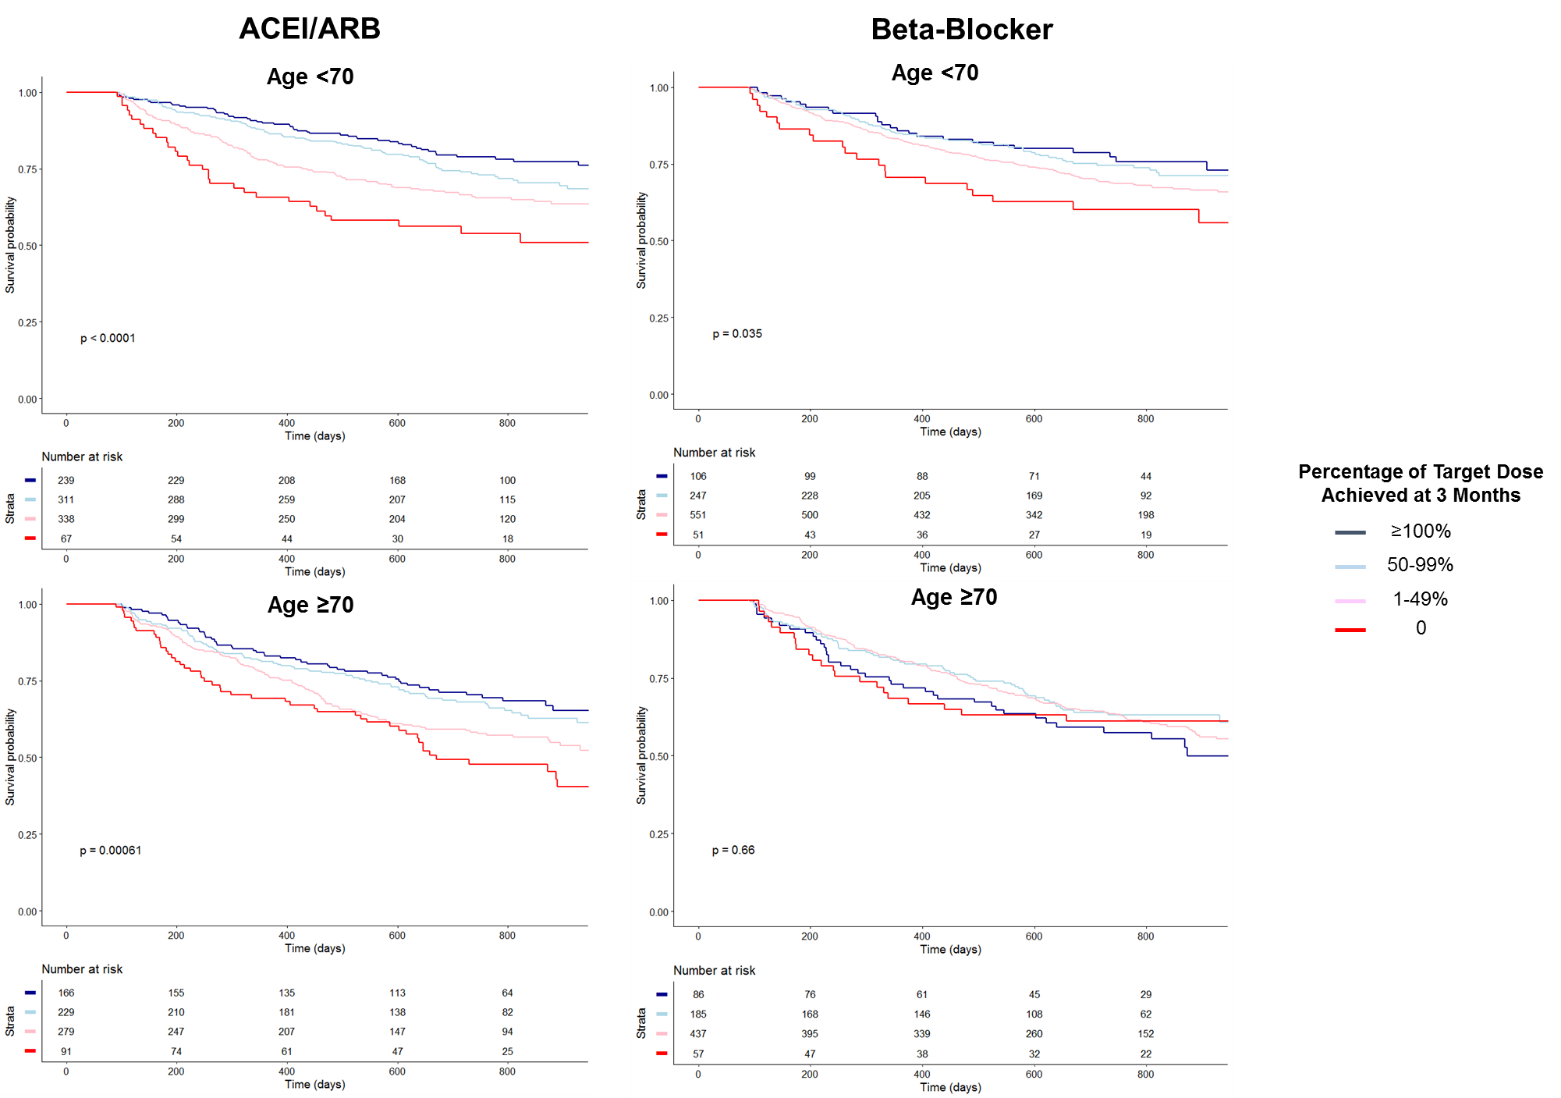 ACEI/ARB
Age <70
1.00
0.75
0.50
0.25
0.00
Survival probability
p < 0.0001
0 200 400 600 800
Time (days)
Number at risk
Strata
239 229 208 168 100
311 288 259 207 115
338 299 250 204 120
67 54 44 30 18
0 200 400 600 800
Time (days)
Age ≥70
1.00
0.75
0.50
0.25
0.00
Survival probability
p = 0.00061
0 200 400 600 800
Time (days)
Number at risk
Strata
166 155 135 113 64
229 210 181 138 82
279 247 207 147 94
91 74 61 47 25
0 200 400 600 800
Time (days)
Beta-Blocker
Age <70
1.00
0.75
0.50
0.25
0.00
Survival probability
p = 0.035
0 200 400 600 800
Time (days)
Number at risk
Strata
106 99 88 71 44
247 228 205 169 92
551 500 432 342 198
51 43 36 27 19
0 200 400 600 800
Time (days)
Age ≥70
1.00
0.75
0.50
0.25
0.00
Survival probability
p = 0.66
0 200 400 600 800
Time (days)
Number at risk
Strata
86 76 61 45 29
185 168 146 108 62
437 395 339 260 152
57 47 38 32 22
0 200 400 600 800
Time (days)
Percentage of Target Dose
Achieved at 3 Months
≥100%
50-99%
1-49%
0